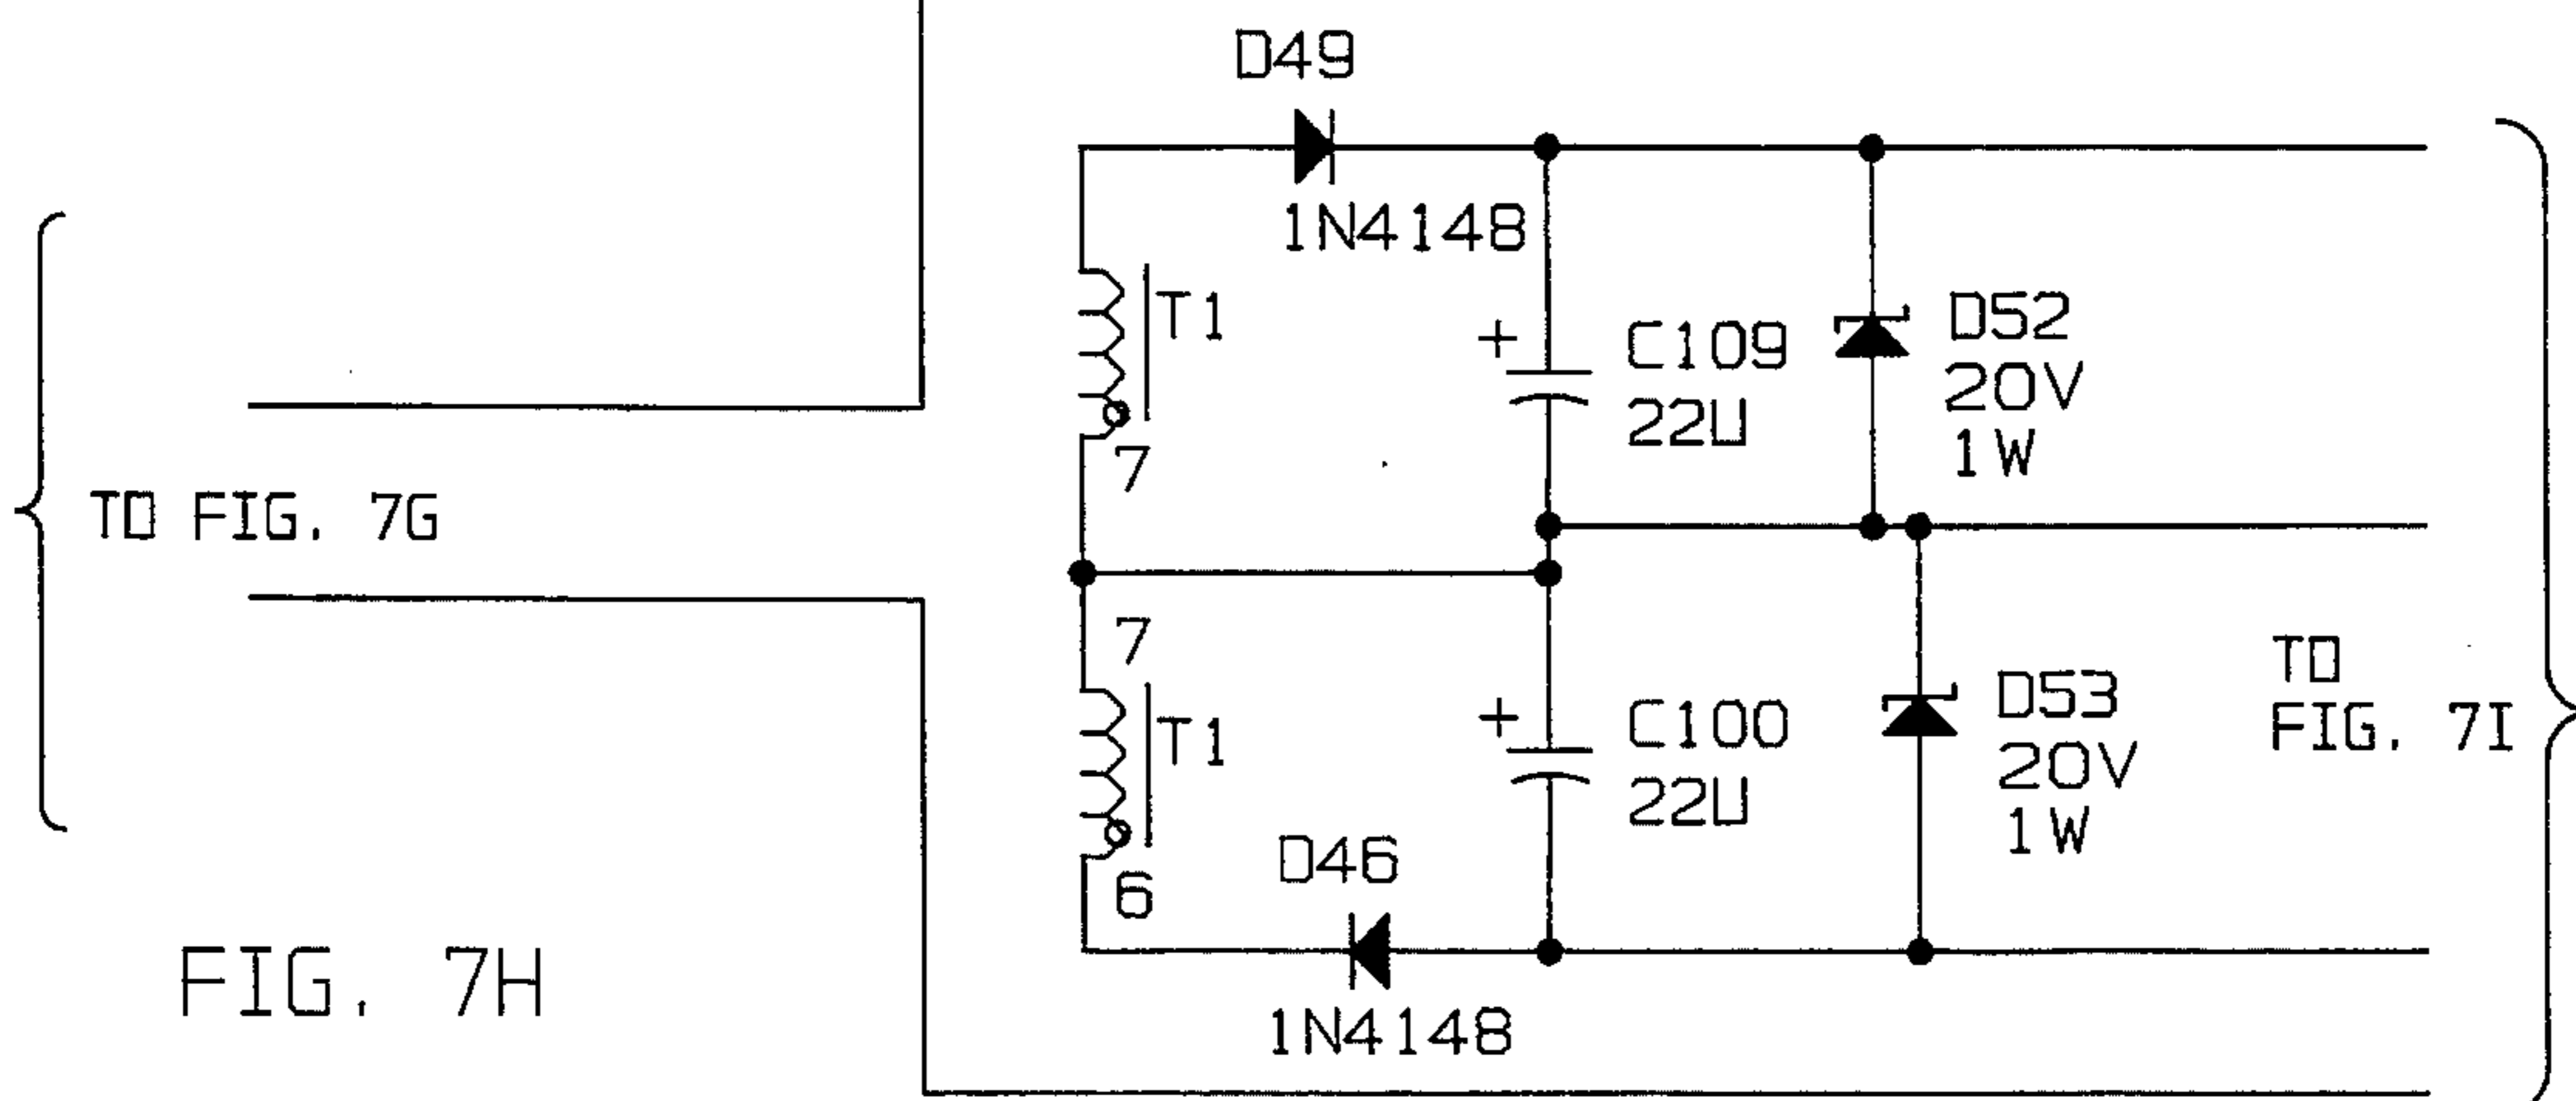 D49
1N4148
T1
+
C109
22U
D52
20V
1W
7
TO FIG. 7G
7
T1
+
C100
22U
D53
20V
1W
TO
FIG. 7I
D46
6
1N4148
FIG. 7H